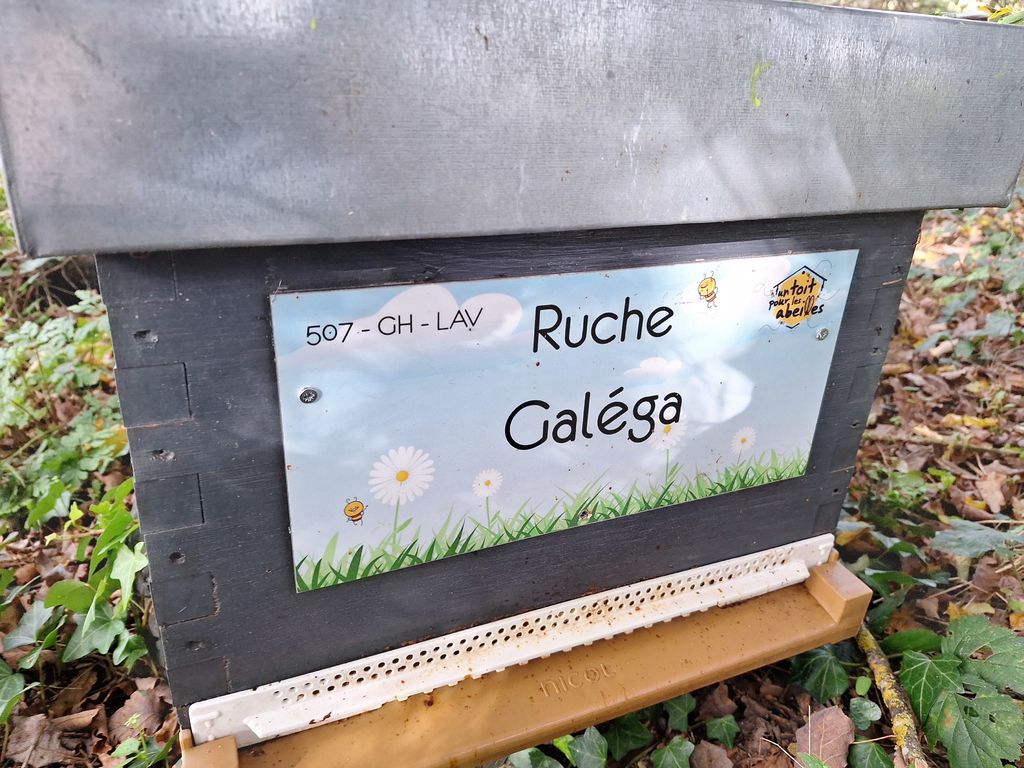 507 - GH - LAV
Ruche
Galéga
un toit
pour les
abeilles
nicot